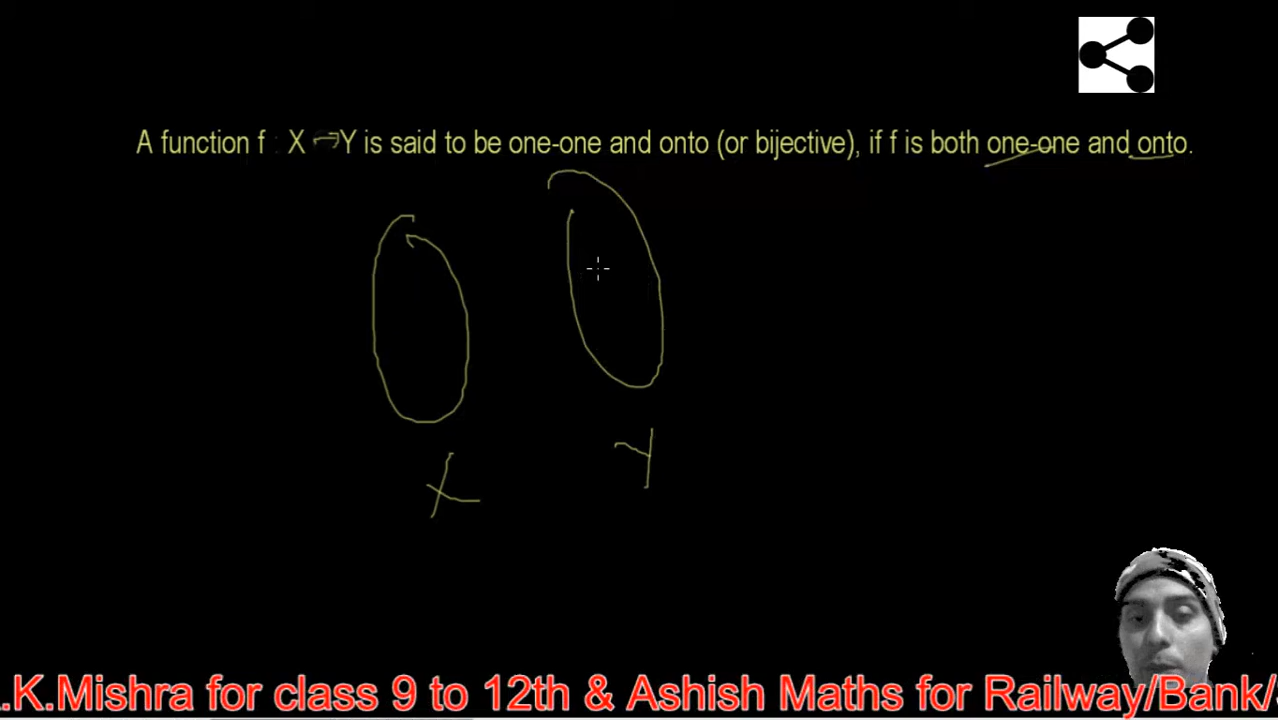 A function f : X → Y is said to be one-one and onto (or bijective), if f is both one-one and onto.
X
Y
.K.Mishra for class 9 to 12th & Ashish Maths for Railway/Bank/